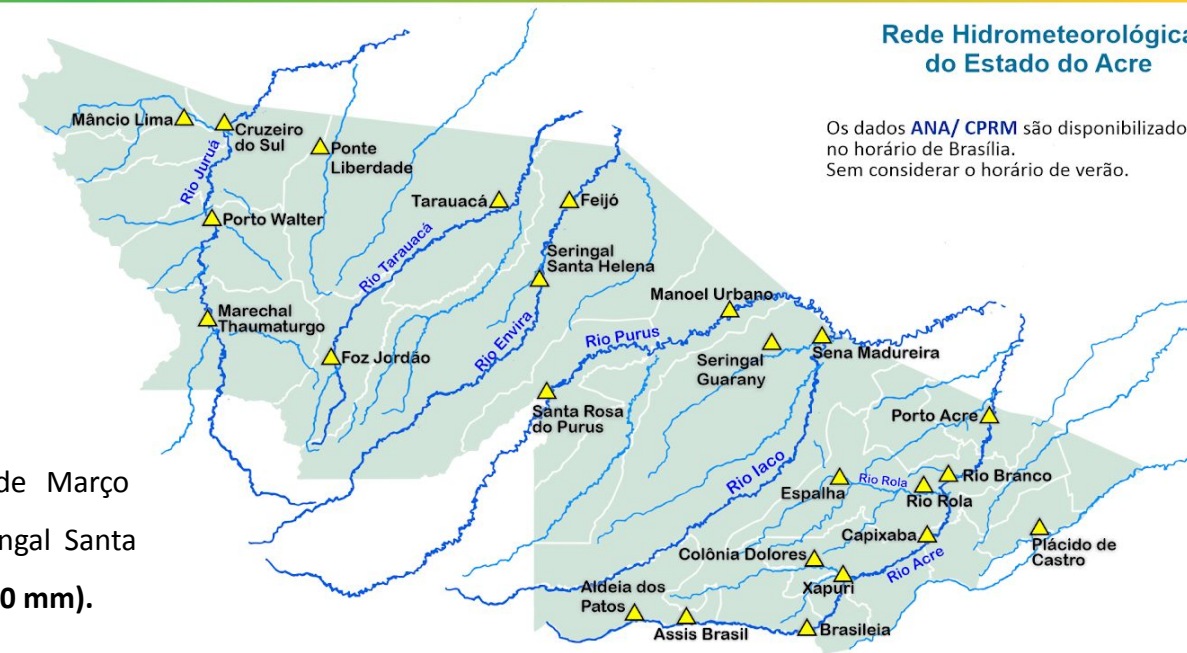 Rede Hidrometeorológica
do Estado do Acre
Os dados ANA/ CPRM são disponibilizado
no horário de Brasília.
Sem considerar o horário de verão.
Mâncio Lima
Cruzeiro
do Sul
Ponte
Liberdade
Rio Juruá
Tarauacá
Feijó
Porto Walter
Rio Tarauacá
Seringal
Santa Helena
Manoel Urbano
Marechal
Thaumaturgo
Rio Envira
Rio Purus
Foz Jordão
Seringal
Guarany
Sena Madureira
Santa Rosa
do Purus
Porto Acre
Rio Iaco
Espalha
Rio Rola
Rio Rola
Rio Branco
Capixaba
Plácido de
Castro
Colônia Dolores
Rio Acre
Xapuri
Aldeia dos
Patos
Assis Brasil
Brasileia
de Março
ngal Santa
0 mm).